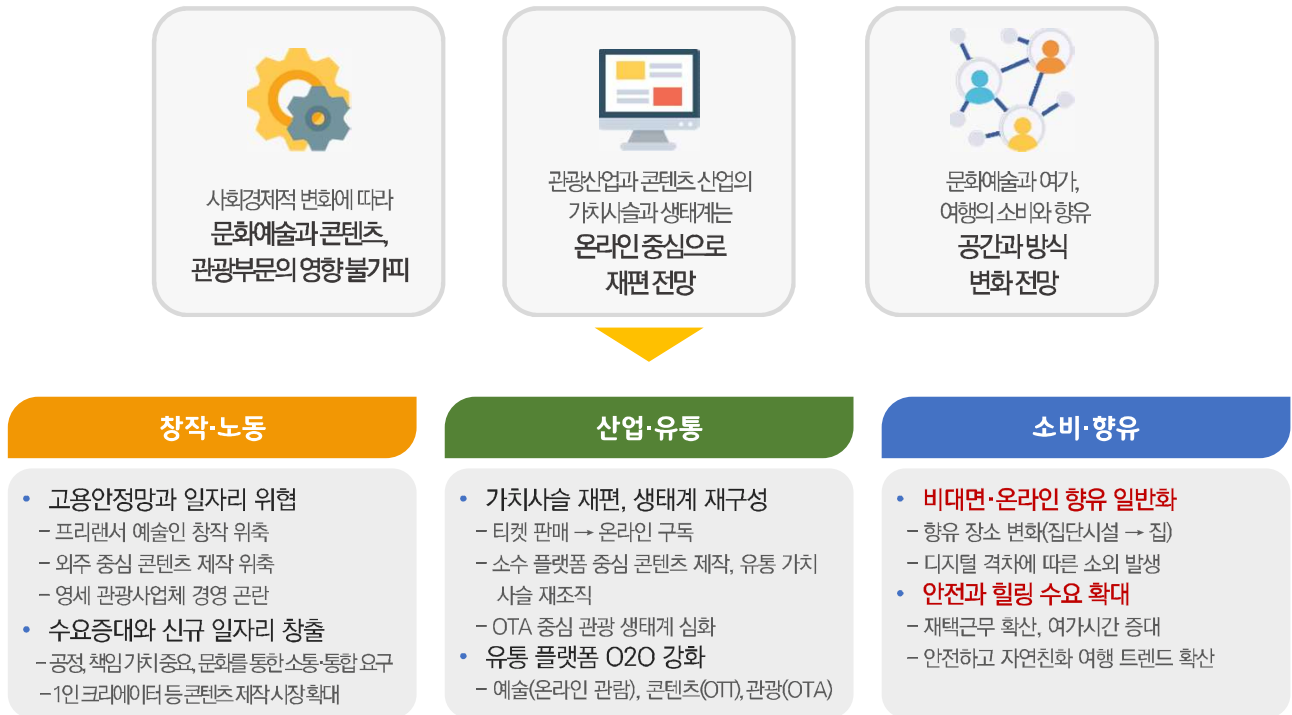 사회경제적 변화에 따라
문화예술과 콘텐츠,
관광부문의 영향 불가피
관광산업과 콘텐츠 산업의
가치사슬과 생태계는
온라인 중심으로
재편 전망
문화예술과 여가,
여행의 소비와 향유
공간과 방식
변화 전망
창작·노동
• 고용안정망과 일자리 위협
– 프리랜서 예술인 창작 위축
– 외주 중심 콘텐츠 제작 위축
– 영세 관광사업체 경영 곤란
• 수요증대와 신규 일자리 창출
– 공정, 책임 가치 중요, 문화를 통한 소통·통합 요구
– 1인 크리에이터 등 콘텐츠 제작 시장 확대
산업·유통
• 가치사슬 재편, 생태계 재구성
– 티켓 판매 → 온라인 구독
– 소수 플랫폼 중심 콘텐츠 제작, 유통 가치
사슬 재조직
– OTA 중심 관광 생태계 심화
• 유통 플랫폼 O2O 강화
– 예술(온라인 관람), 콘텐츠(OTT), 관광(OTA)
소비·향유
• 비대면·온라인 향유 일반화
– 향유 장소 변화(집단시설 → 집)
– 디지털 격차에 따른 소외 발생
• 안전과 힐링 수요 확대
– 재택근무 확산, 여가시간 증대
– 안전하고 자연친화 여행 트렌드 확산